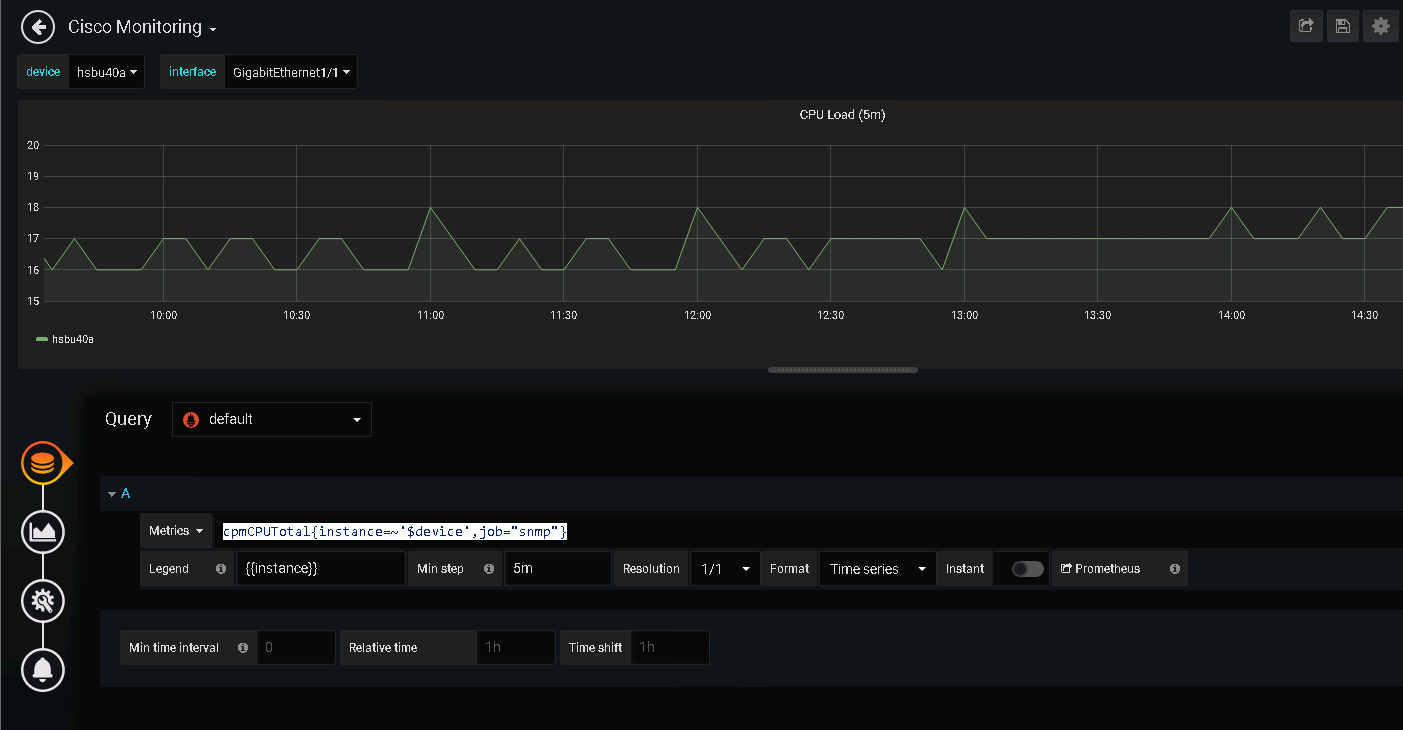 Cisco Monitoring
device hsbu40a interface GigabitEthernet1/1
CPU Load (5m)
20
19
18
17
16
15
10:00 10:30 11:00 11:30 12:00 12:30 13:00 13:30 14:00 14:30
hsbu40a
Query default
A
Metrics cpmCPUTotal{instance=~'$device',job="snmp"}
Legend {{instance}} Min step 5m Resolution 1/1 Format Time series Instant Prometheus
Min time interval 0 Relative time 1h Time shift 1h